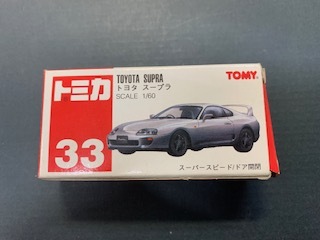 トミカ
33
TOYOTA SUPRA
トヨタ スープラ
SCALE 1/60
TOMY
スーパースピード/ドア開閉